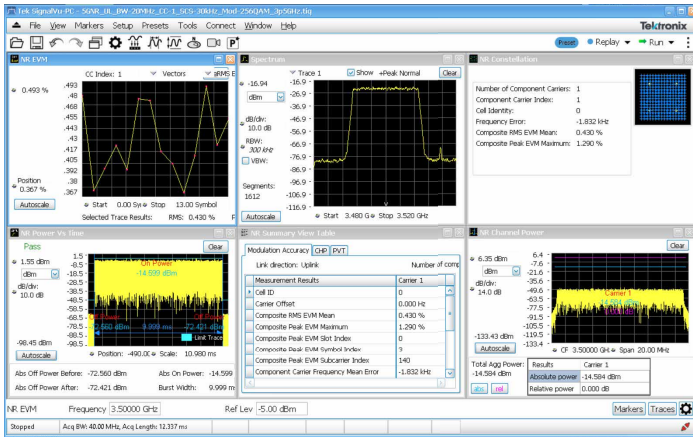 Tek SignalVu-PC - 5GNR_UL_BW-20MHz_CC-1_SCS-30kHz_Mod-256QAM_3p5GHz.tiq
File View Markers Setup Presets Tools Connect Window Help
Tektronix
Preset Replay Run
NR EVM
CC Index: 1 Vectors aRMS E
0.493 %
.493
.48
.468
.455
.443
.43
.417
.405
.392
.38
.367
Position
0.367 %
Autoscale
Start 0.00 Sy Stop 13.00 Symbol
Selected Trace Results: RMS: 0.430 %
Spectrum
Trace 1 Show +Peak Normal Clear
-16.94
dBm
dB/div:
10.0 dB
RBW:
300 kHz
VBW:
Segments:
1612
-16.9
-26.9
-36.9
-46.9
-56.9
-66.9
-76.9
-86.9
-96.9
-106.9
-116.9
Autoscale
Start 3.480 G Stop 3.520 GHz
NR Constellation
Number of Component Carriers: 1
Component Carrier Index: 1
Cell Identity: 0
Frequency Error: -1.832 kHz
Composite RMS EVM Mean: 0.430 %
Composite Peak EVM Maximum: 1.290 %
NR Power Vs Time
Pass
Clear
1.55 dBm
dBm
dB/div:
10.0 dB
1.5
-8.5
-18.5
-28.5
-38.5
-48.5
-58.5
-68.5
-78.5
-88.5
-98.5
On Power
-14.599 dBm
9.999 ms
-72.421 dBm
-Limit Trace
-98.45 dBm
Autoscale
Position: -490.0 Scale: 10.980 ms
Abs Off Power Before: -72.560 dBm Abs On Power: -14.599
Abs Off Power After: -72.421 dBm Burst Width: 9.999 m
NR Summary View Table
Modulation Accuracy CHP PVT
Link direction: Uplink Number of comp
Measurement Results Carrier 1
Cell ID 0
Carrier Offset 0.000 Hz
Composite RMS EVM Mean 0.430 %
Composite Peak EVM Maximum 1.290 %
Composite Peak EVM Slot Index 0
Composite Peak EVM Symbol Index 9
Composite Peak EVM Subcarrier Index 140
Component Carrier Frequency Mean Error -1.832 kHz
NR Channel Power
Clear
6.35 dBm
dBm
dB/div:
14.0 dB
6.4
-7.6
-21.6
-35.6
-49.6
-63.5
-77.5
-91.5
-105.5
-119.5
-133.4
Carrier 1
-133.43 dBm
Autoscale
CF 3.50000 GH Span 20.00 MHz
Total Agg Power:
-14.584 dBm
abs rel
Results Carrier 1
Absolute power -14.584 dBm
Relative power 0.000 dB
NR EVM Frequency 3.50000 GHz Ref Lev -5.00 dBm Markers Traces
Stopped Acq BW: 40.00 MHz, Acq Length: 12.337 ms